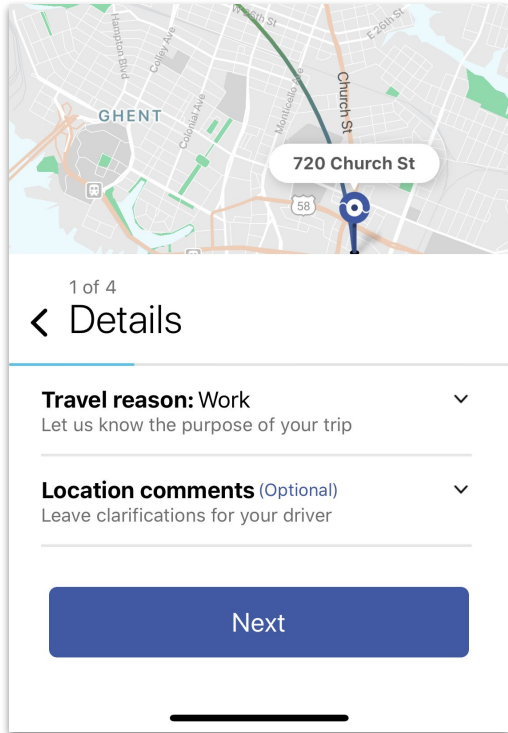 W 26th St
E 26th St
Hampton Blvd
Colley Ave
GHENT
Colonial Ave
Monticello Ave
Church St
720 Church St
58
1 of 4
Details
Travel reason: Work
Let us know the purpose of your trip
Location comments (Optional)
Leave clarifications for your driver
Next